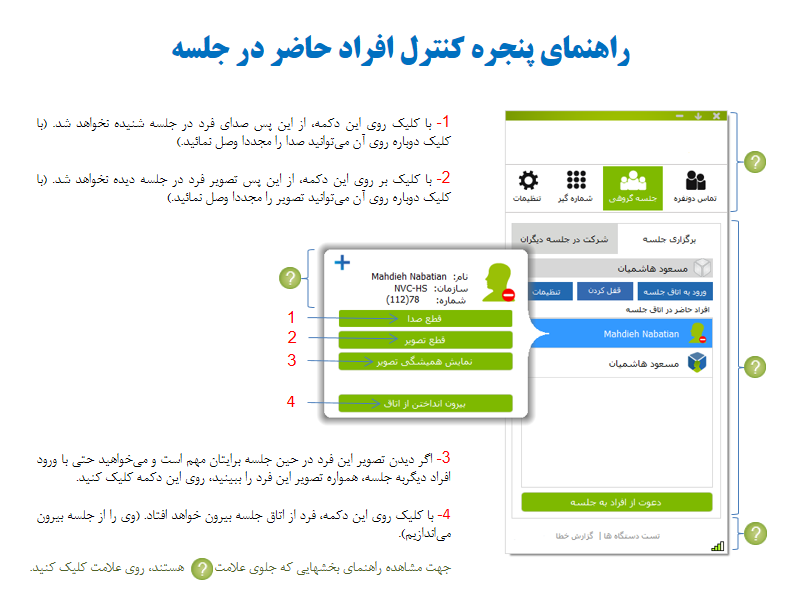 راهنمای پنجره کنترل افراد حاضر در جلسه
1- با کلیک روی این دکمه، از این پس صدای فرد در جلسه شنیده نخواهد شد. (با
کلیک دوباره روی آن می‌توانید صدا را مجددا وصل نمائید.)
2- با کلیک بر روی این دکمه، از این پس تصویر فرد در جلسه دیده نخواهد شد. (با
کلیک دوباره روی آن می‌توانید تصویر را مجددا وصل نمائید.)
تماس دونفره
جلسه گروهی
شماره گیر
تنظیمات
برگزاری جلسه
شرکت در جلسه دیگران
مسعود هاشمیان
ورود به اتاق جلسه
قفل کردن
تنظیمات
افراد حاضر در اتاق جلسه
Mahdieh Nabatian
مسعود هاشمیان
دعوت از افراد به جلسه
تست دستگاه ها | گزارش خطا
نام: Mahdieh Nabatian
سازمان: NVC-HS
شماره: 78(112)
1 قطع صدا
2 قطع تصویر
3 نمایش همیشگی تصویر
4 بیرون انداختن از اتاق
3- اگر دیدن تصویر این فرد در حین جلسه برایتان مهم است و می‌خواهید حتی با ورود
افراد دیگربه جلسه، همواره تصویر این فرد را ببینید، روی این دکمه کلیک کنید.
4- با کلیک روی این دکمه، فرد از اتاق جلسه بیرون خواهد افتاد. (وی را از جلسه بیرون
می‌اندازیم).
جهت مشاهده راهنمای بخشهایی که جلوی علامت ? هستند، روی علامت کلیک کنید.
?
?
?
?